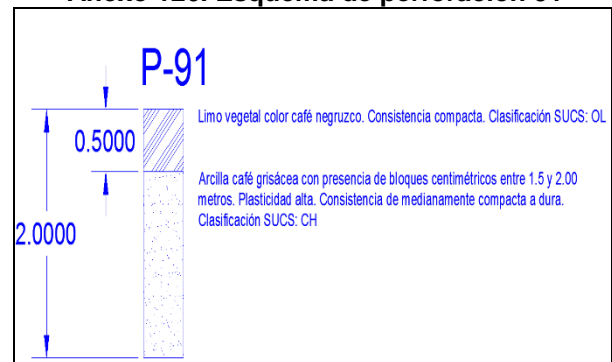 P-91
Limo vegetal color café negruzco. Consistencia compacta. Clasificación SUCS: OL
0.5000
Arcilla café grisácea con presencia de bloques centimétricos entre 1.5 y 2.00
metros. Plasticidad alta. Consistencia de medianamente compacta a dura.
Clasificación SUCS: CH
2.0000